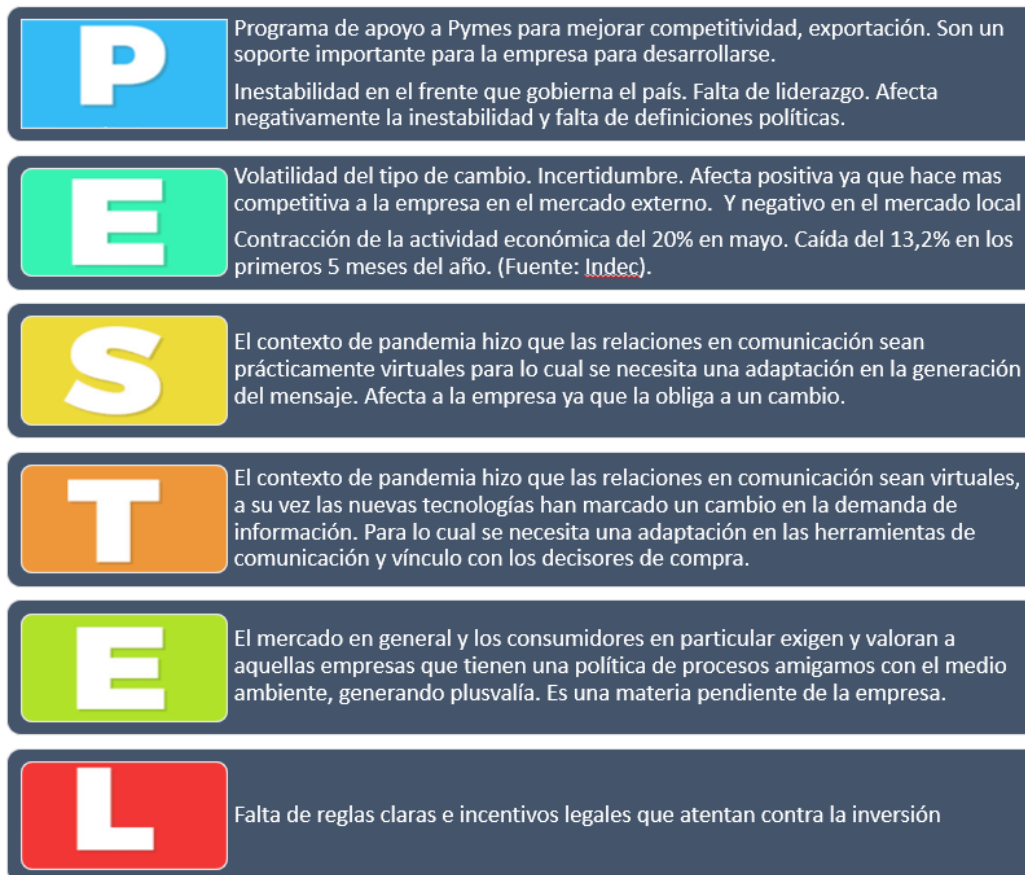 P
Programa de apoyo a Pymes para mejorar competitividad, exportación. Son un
soporte importante para la empresa para desarrollarse.
Inestabilidad en el frente que gobierna el país. Falta de liderazgo. Afecta
negativamente la inestabilidad y falta de definiciones políticas.
E
Volatilidad del tipo de cambio. Incertidumbre. Afecta positiva ya que hace mas
competitiva a la empresa en el mercado externo.  Y negativo en el mercado local
Contracción de la actividad económica del 20% en mayo. Caída del 13,2% en los
primeros 5 meses del año. (Fuente: Indec).
S
El contexto de pandemia hizo que las relaciones en comunicación sean
prácticamente virtuales para lo cual se necesita una adaptación en la generación
del mensaje. Afecta a la empresa ya que la obliga a un cambio.
T
El contexto de pandemia hizo que las relaciones en comunicación sean virtuales,
a su vez las nuevas tecnologías han marcado un cambio en la demanda de
información. Para lo cual se necesita una adaptación en las herramientas de
comunicación y vínculo con los decisores de compra.
E
El mercado en general y los consumidores en particular exigen y valoran a
aquellas empresas que tienen una política de procesos amigamos con el medio
ambiente, generando plusvalía. Es una materia pendiente de la empresa.
L
Falta de reglas claras e incentivos legales que atentan contra la inversión